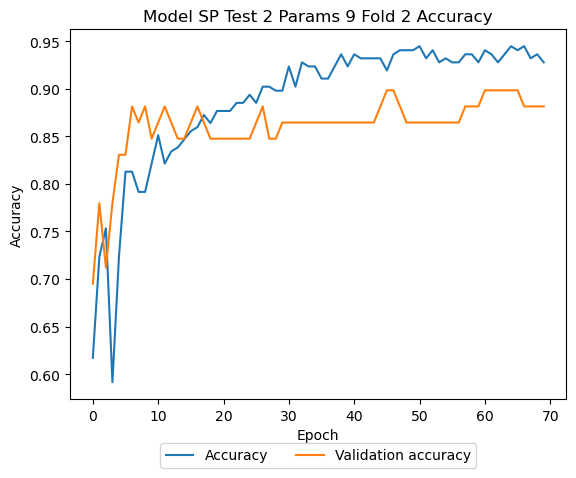 Model SP Test 2 Params 9 Fold 2 Accuracy
0.95
0.90
0.85
0.80
0.75
0.70
0.65
0.60
Accuracy
0 10 20 30 40 50 60 70
Epoch
Accuracy Validation accuracy